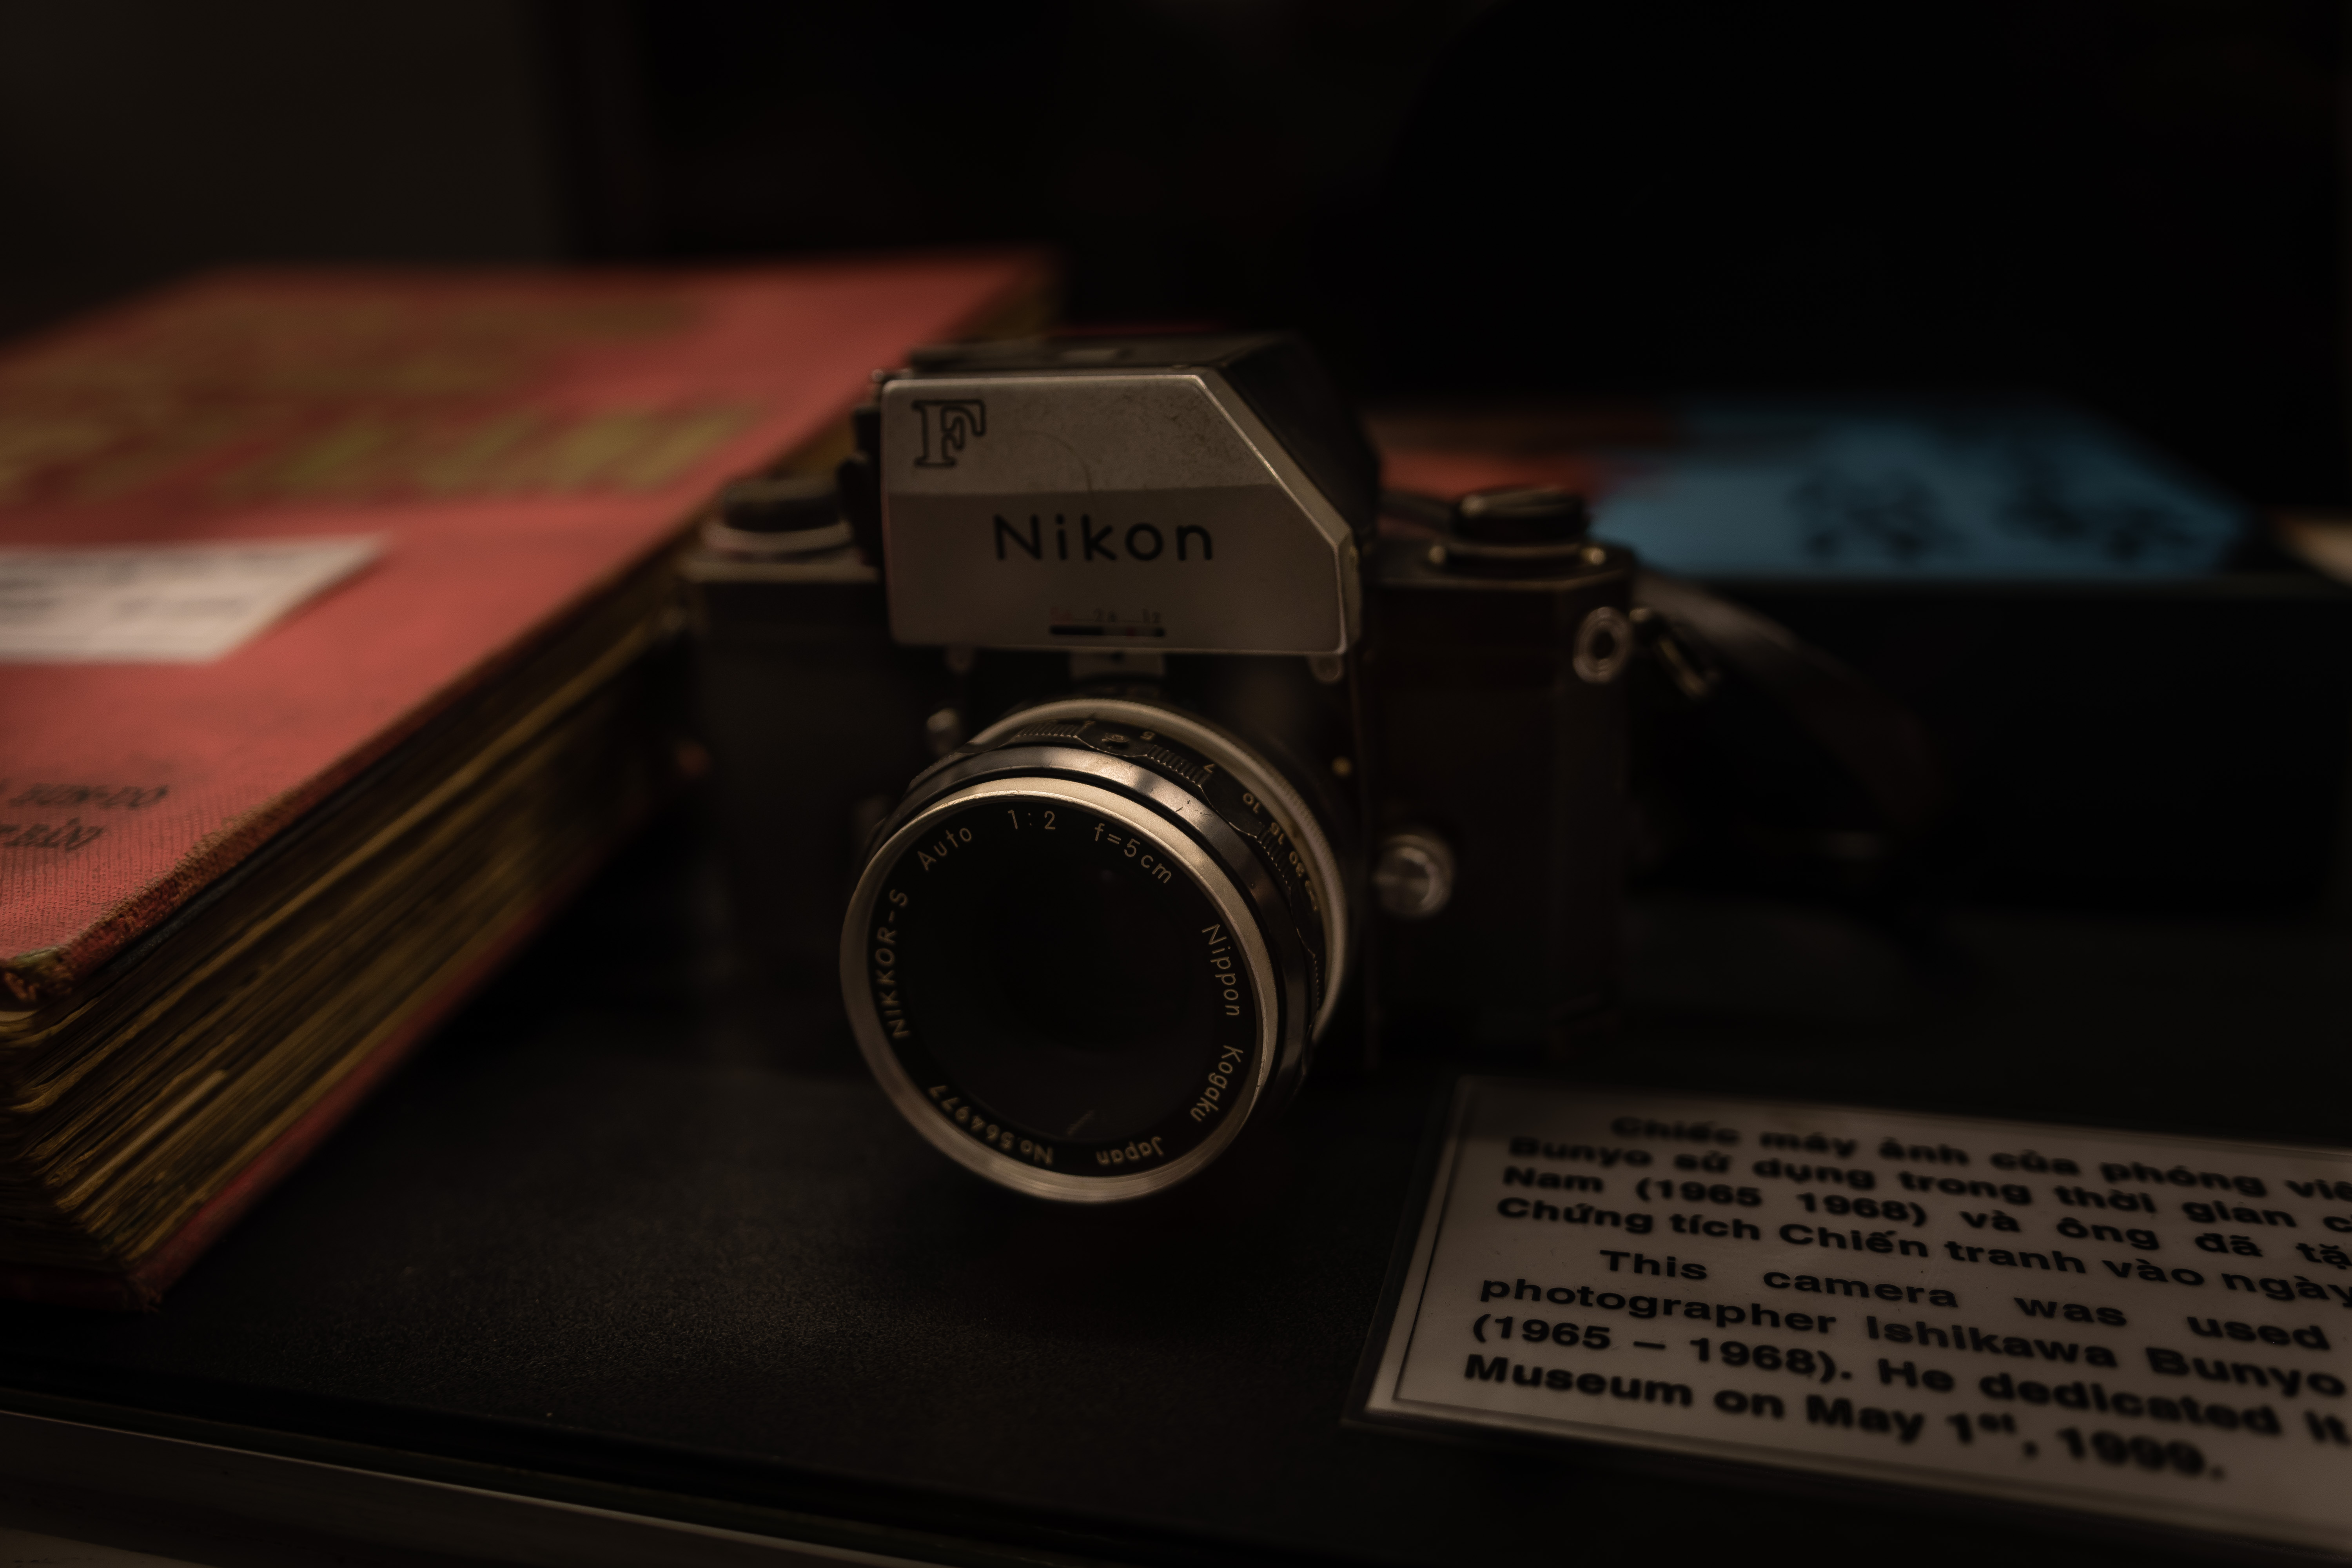 F
Nikon
NIKKOR-S Auto 1:2 f=5cm Nippon Kogaku Japan No.564977
Chiếc máy ảnh của phóng
Bunyo sử dụng trong thời gian
Nam (1965 1968) và ông đã
Chứng tích Chiến tranh vào ngày
This camera was used
photographer Ishikawa Bunyo
(1965 – 1968). He dedicated it
Museum on May 1st, 1999.